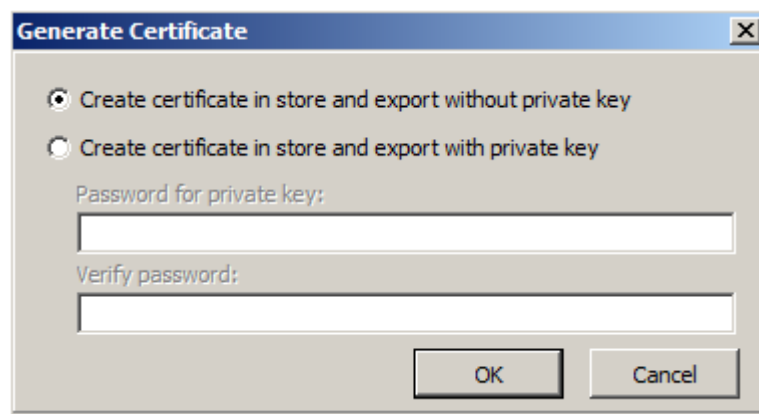 Generate Certificate
Create certificate in store and export without private key
Create certificate in store and export with private key
Password for private key:
Verify password:
OK
Cancel